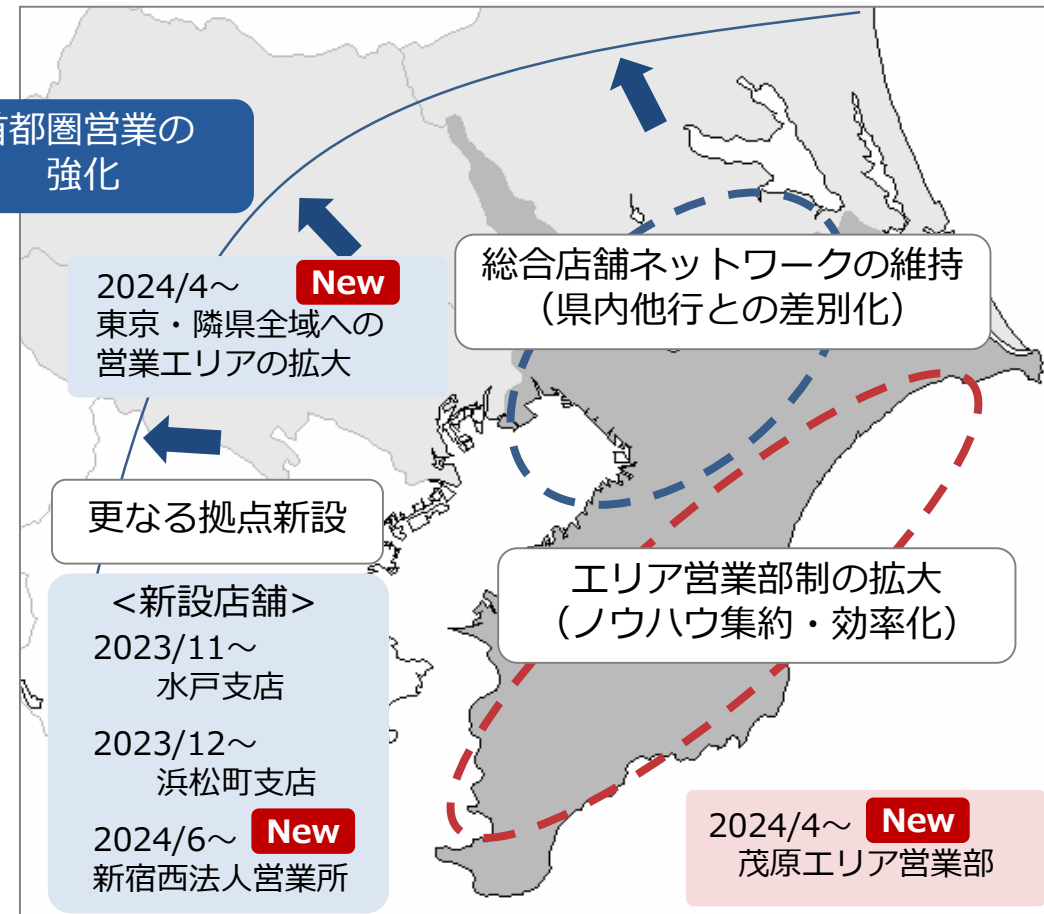 首都圏営業の
強化
2024/4～ New
東京・隣県全域への
営業エリアの拡大
総合店舗ネットワークの維持
（県内他行との差別化）
更なる拠点新設
<新設店舗>
2023/11～
水戸支店
2023/12～
浜松町支店
2024/6～ New
新宿西法人営業所
エリア営業部制の拡大
（ノウハウ集約・効率化）
2024/4～ New
茂原エリア営業部